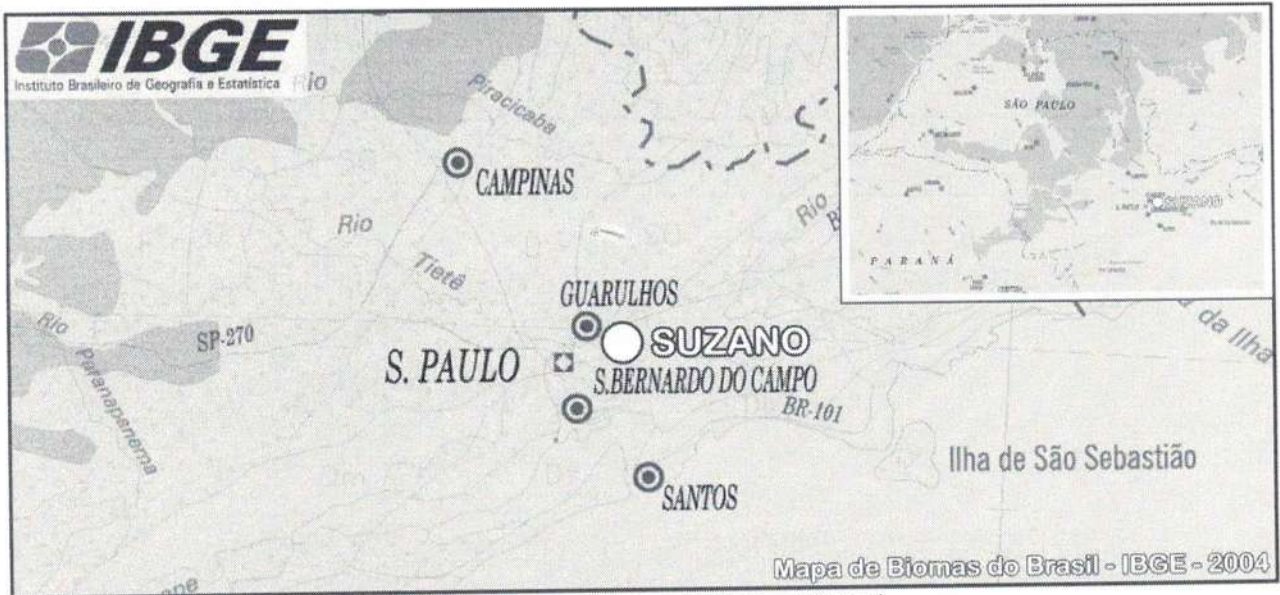 IBGE
Instituto Brasileiro de Geografia e Estatística
Rio
Piracicaba
CAMPINAS
Rio
Tietê
Rio
GUARULHOS
SUZANO
S. PAULO
S.BERNARDO DO CAMPO
BR-101
SP-270
Rio
Paranapanema
SANTOS
Ilha de São Sebastião
da Ilha
SÃO PAULO
SUZANO
PARANÁ
Mapa de Biomas do Brasil - IBGE - 2004